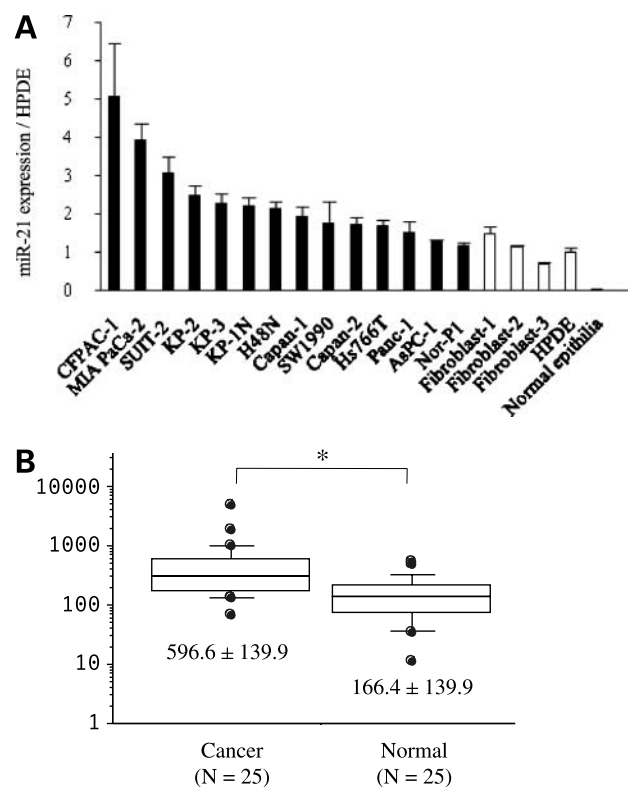 A
miR-21 expression / HPDE
7
6
5
4
3
2
1
0
CFPAC-1
MIA PaCa-2
SUIT-2
KP-2
KP-3
KP-1N
H48N
Capan-1
SW1990
Capan-2
Hs766T
Panc-1
AsPC-1
Nor-P1
Fibroblast-1
Fibroblast-2
Fibroblast-3
HPDE
Normal epithilia
B
*
10000
1000
100
10
1
596.6 ± 139.9
166.4 ± 139.9
Cancer
(N = 25)
Normal
(N = 25)